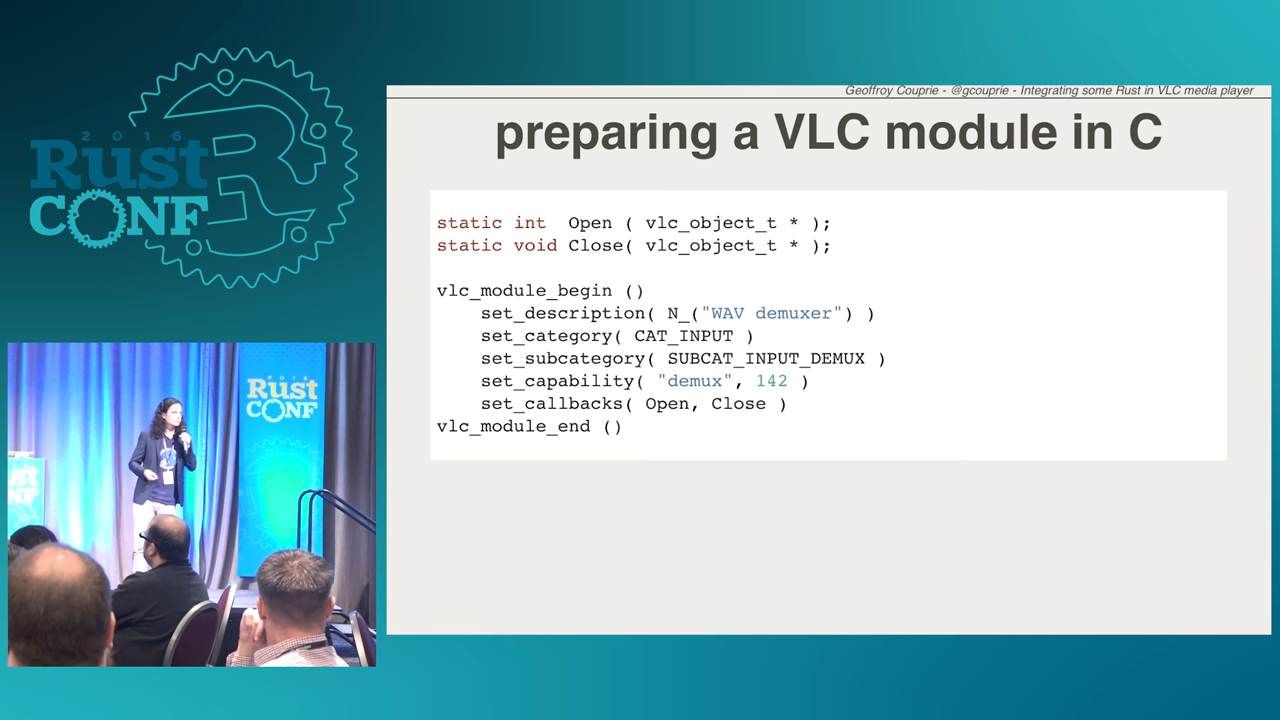 2016
Rust
CONF
Geoffroy Couprie - @gcouprie - Integrating some Rust in VLC media player
preparing a VLC module in C
static int  Open ( vlc_object_t * );
static void Close( vlc_object_t * );
vlc_module_begin ()
    set_description( N_("WAV demuxer") )
    set_category( CAT_INPUT )
    set_subcategory( SUBCAT_INPUT_DEMUX )
    set_capability( "demux", 142 )
    set_callbacks( Open, Close )
vlc_module_end ()
2016
Rust
CONF